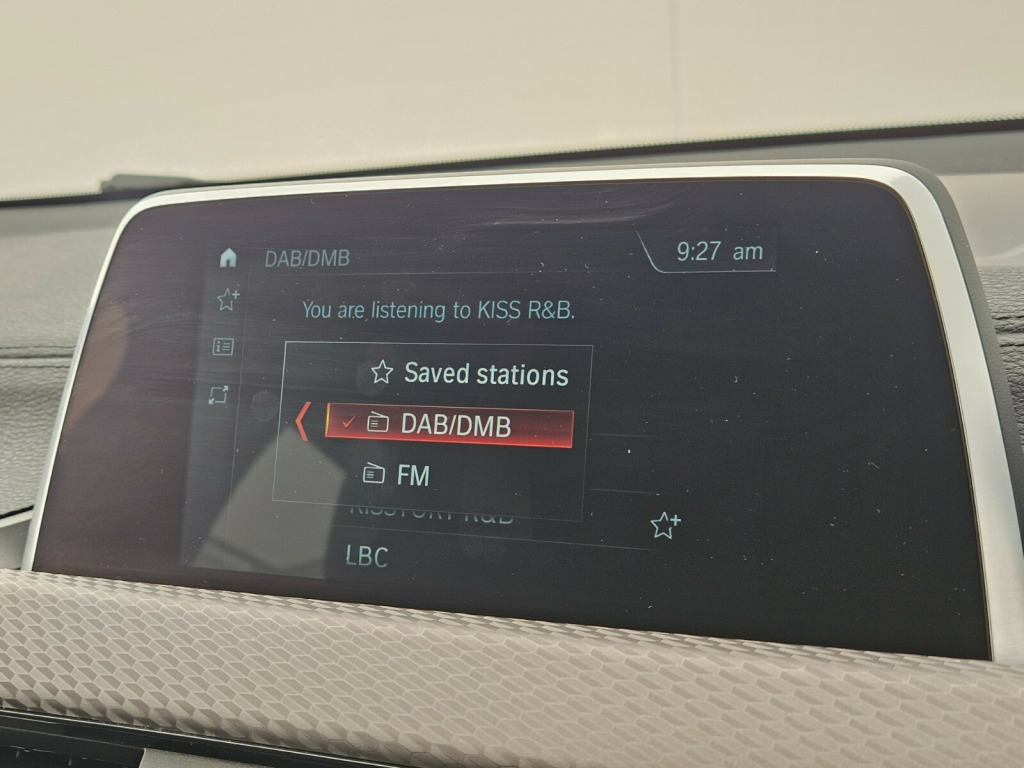 DAB/DMB
9:27 am
You are listening to KISS R&B.
Saved stations
DAB/DMB
FM
R&B
LBC